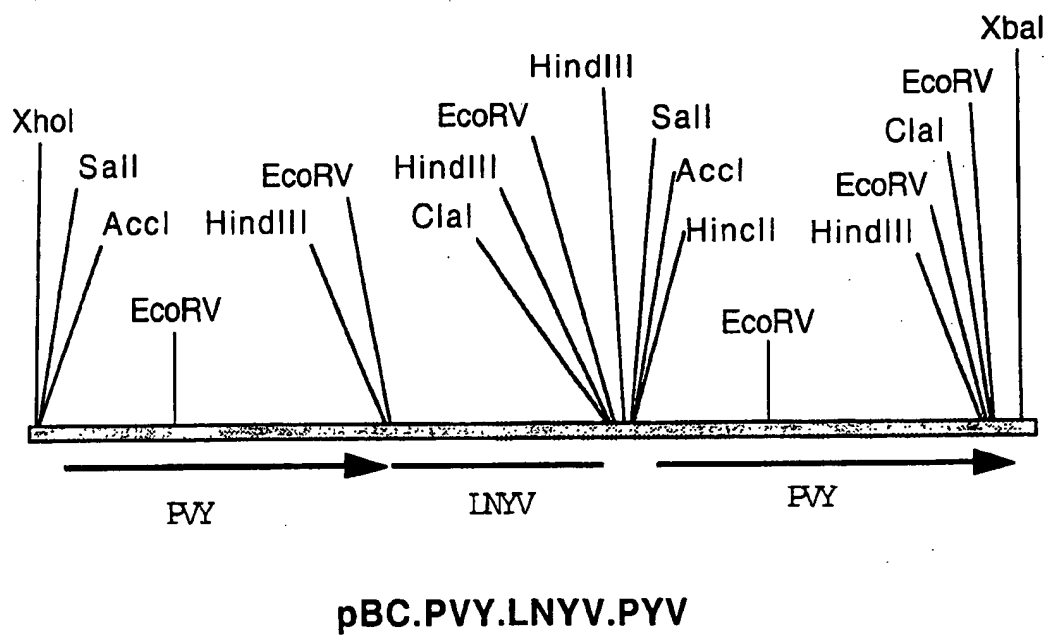 XbaI
HindIII
EcoRV
EcoRV
SalI
XhoI
ClaI
SalI
EcoRV
HindIII
AccI
EcoRV
AccI
HindIII
ClaI
HincII
HindIII
EcoRV
EcoRV
PVY
LNYV
PVY
pBC.PVY.LNYV.PYV